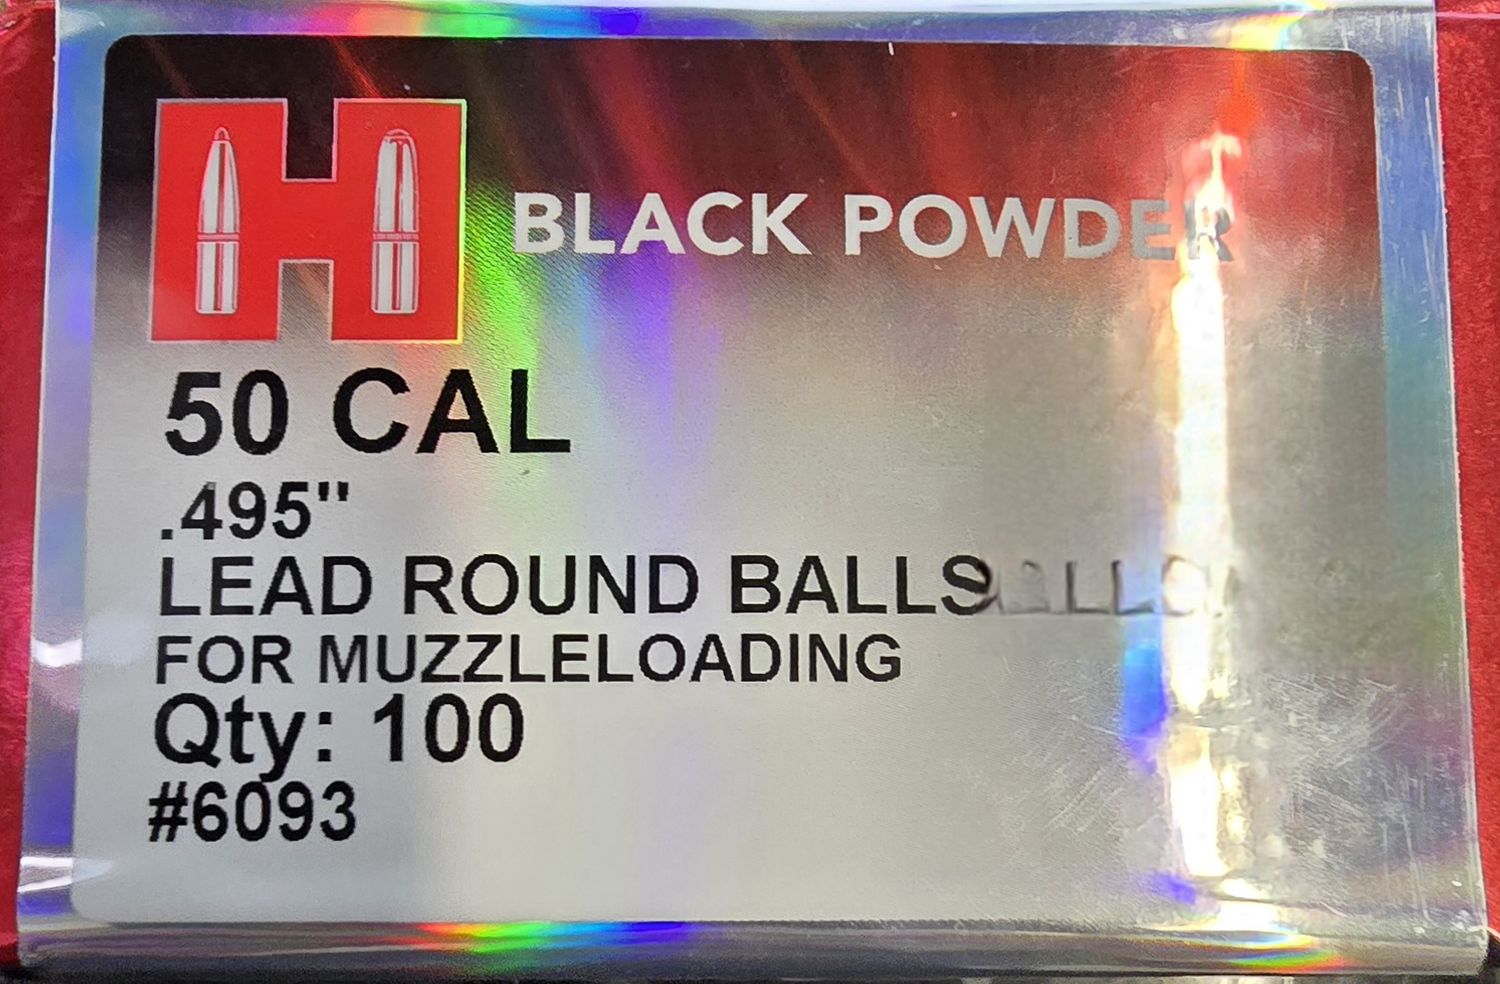 H
BLACK POWDER
50 CAL
.495"
LEAD ROUND BALLS
FOR MUZZLELOADING
Qty: 100
#6093